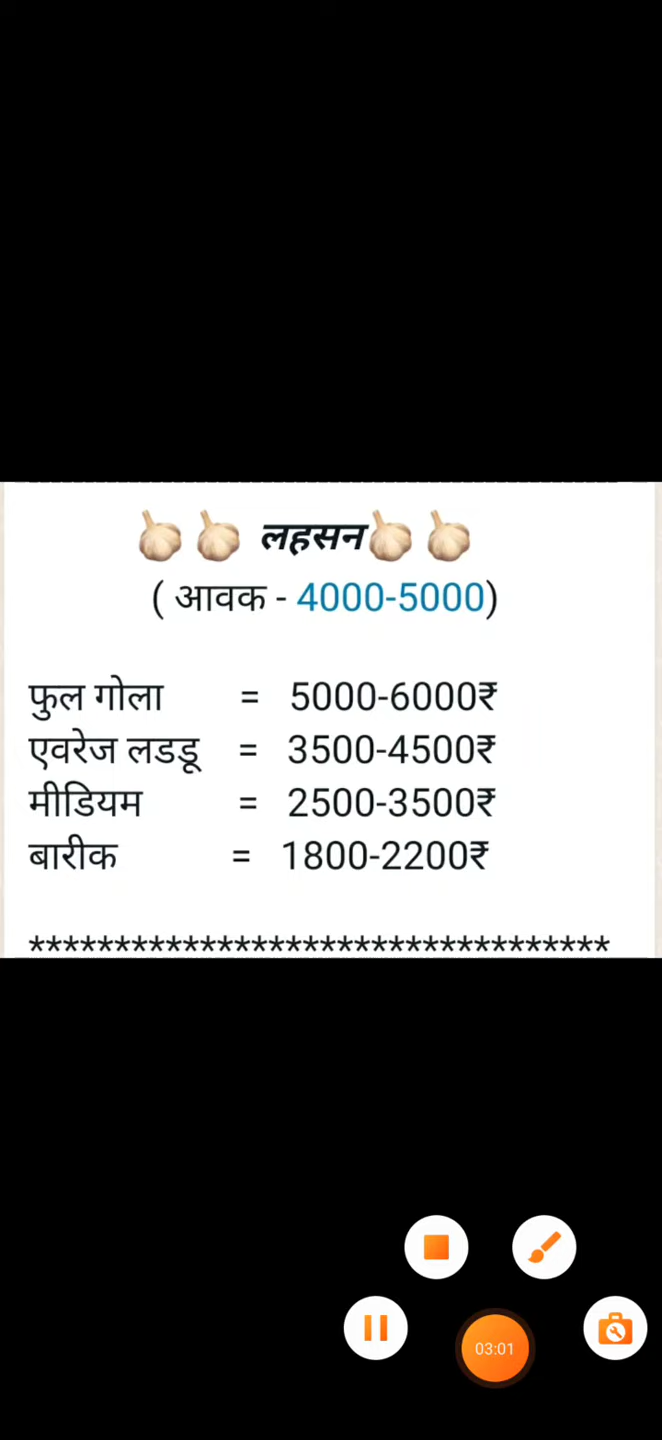 🧄🧄 लहसन🧄🧄
( आवक - 4000-5000)
फुल गोला = 5000-6000₹
एवरेज लडडू = 3500-4500₹
मीडियम = 2500-3500₹
बारीक = 1800-2200₹
**********************************
03:01